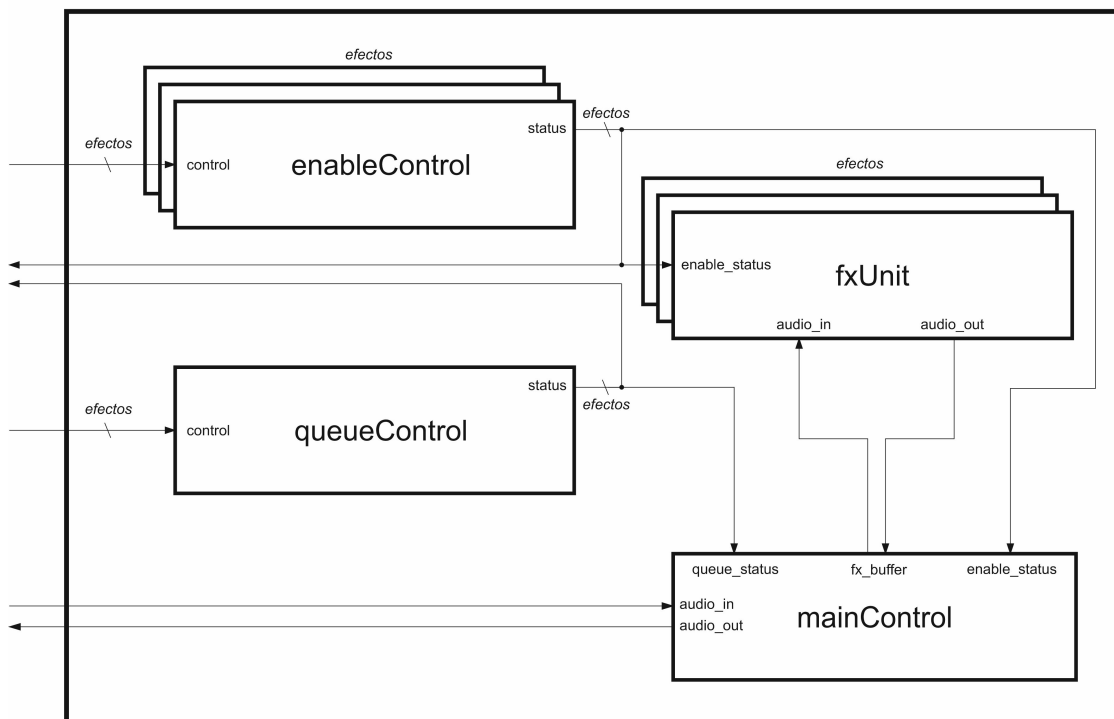 efectos
efectos
status
efectos
control
enableControl
efectos
enable_status
fxUnit
audio_in
audio_out
status
efectos
efectos
control
queueControl
queue_status
fx_buffer
enable_status
audio_in
audio_out
mainControl